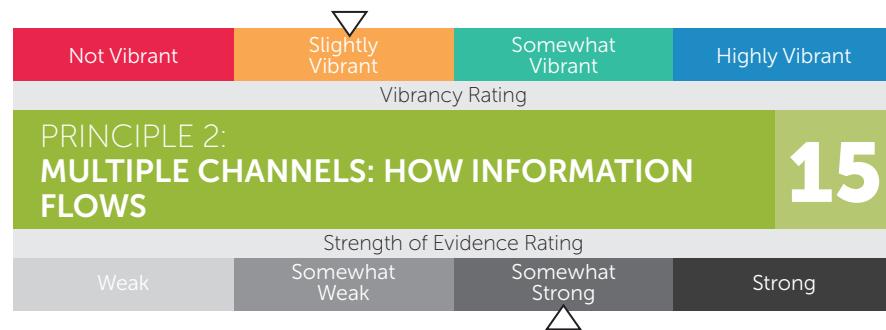 Not Vibrant
Slightly
Vibrant
Somewhat
Vibrant
Highly Vibrant
Vibrancy Rating
PRINCIPLE 2:
MULTIPLE CHANNELS: HOW INFORMATION
FLOWS
15
Strength of Evidence Rating
Weak
Somewhat
Weak
Somewhat
Strong
Strong